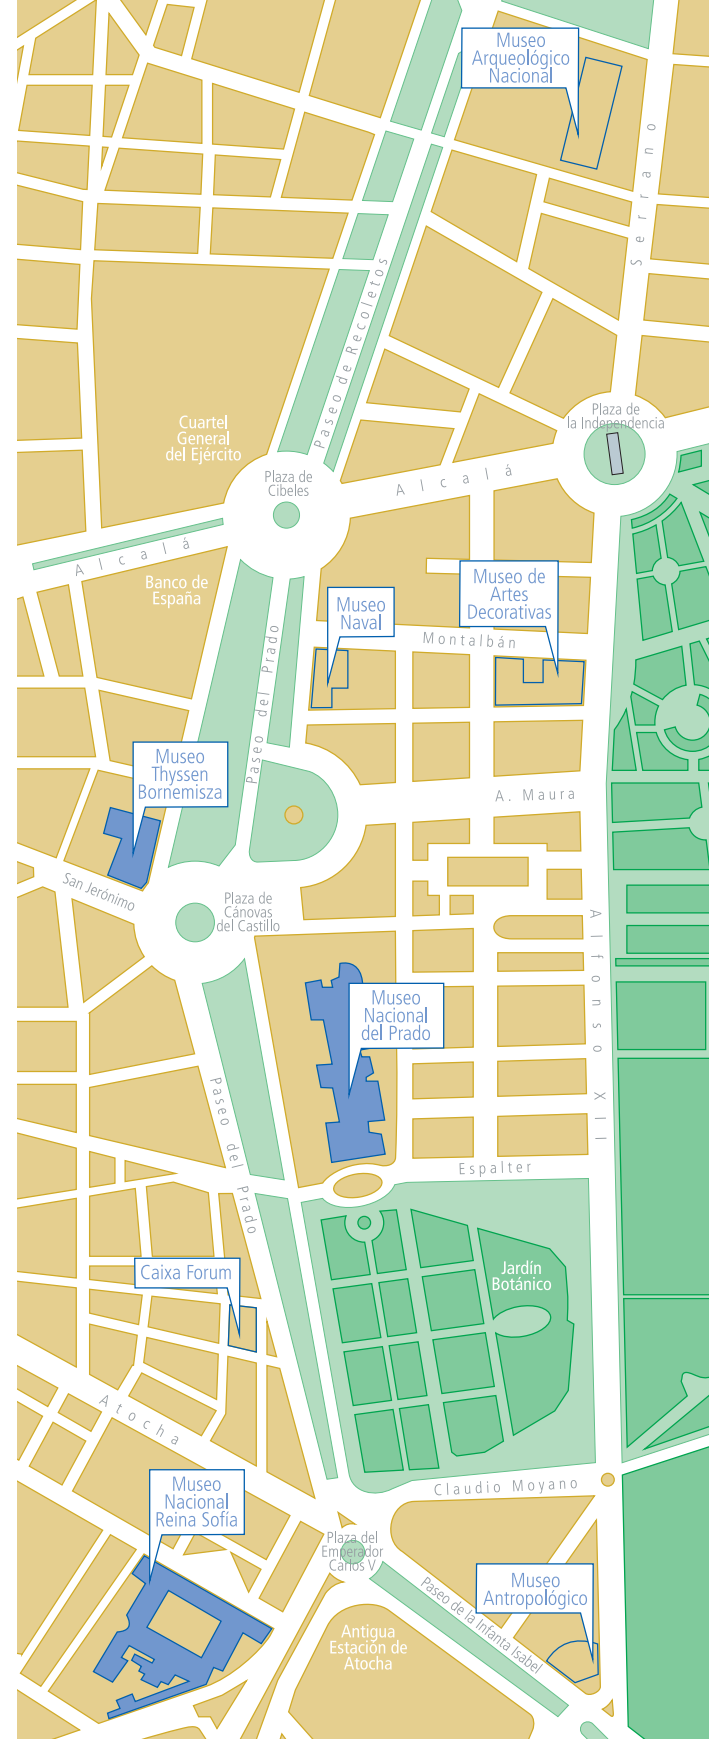 Museo
Arqueológico
Nacional
Serrano
Paseo de Recoletos
Plaza de
la Independencia
Cuartel
General
del Ejército
Plaza de
Cibeles
Alcalá
Alcalá
Banco de
España
Museo de
Artes
Decorativas
Museo
Naval
Montalbán
Paseo del Prado
Museo
Thyssen
Bornemisza
A. Maura
San Jerónimo
Plaza de
Cánovas
del Castillo
Alfonso XII
Museo
Nacional
del Prado
Paseo del Prado
Espalter
Caixa Forum
Jardín
Botánico
Atocha
Museo
Nacional
Reina Sofía
Claudio Moyano
Plaza del
Emperador
Carlos V
Paseo de la Infanta Isabel
Museo
Antropológico
Antigua
Estación de
Atocha